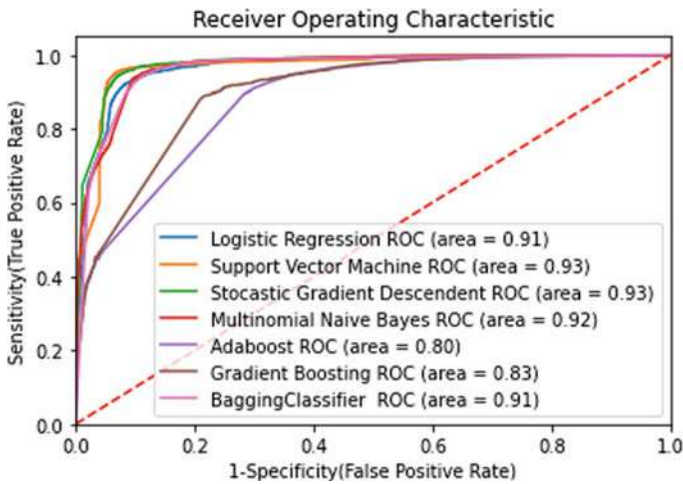 Receiver Operating Characteristic
Sensitivity(True Positive Rate)
1.0
0.8
0.6
0.4
0.2
0.0
Logistic Regression ROC (area = 0.91)
Support Vector Machine ROC (area = 0.93)
Stocastic Gradient Descendent ROC (area = 0.93)
Multinomial Naive Bayes ROC (area = 0.92)
Adaboost ROC (area = 0.80)
Gradient Boosting ROC (area = 0.83)
BaggingClassifier  ROC (area = 0.91)
0.0 0.2 0.4 0.6 0.8 1.0
1-Specificity(False Positive Rate)